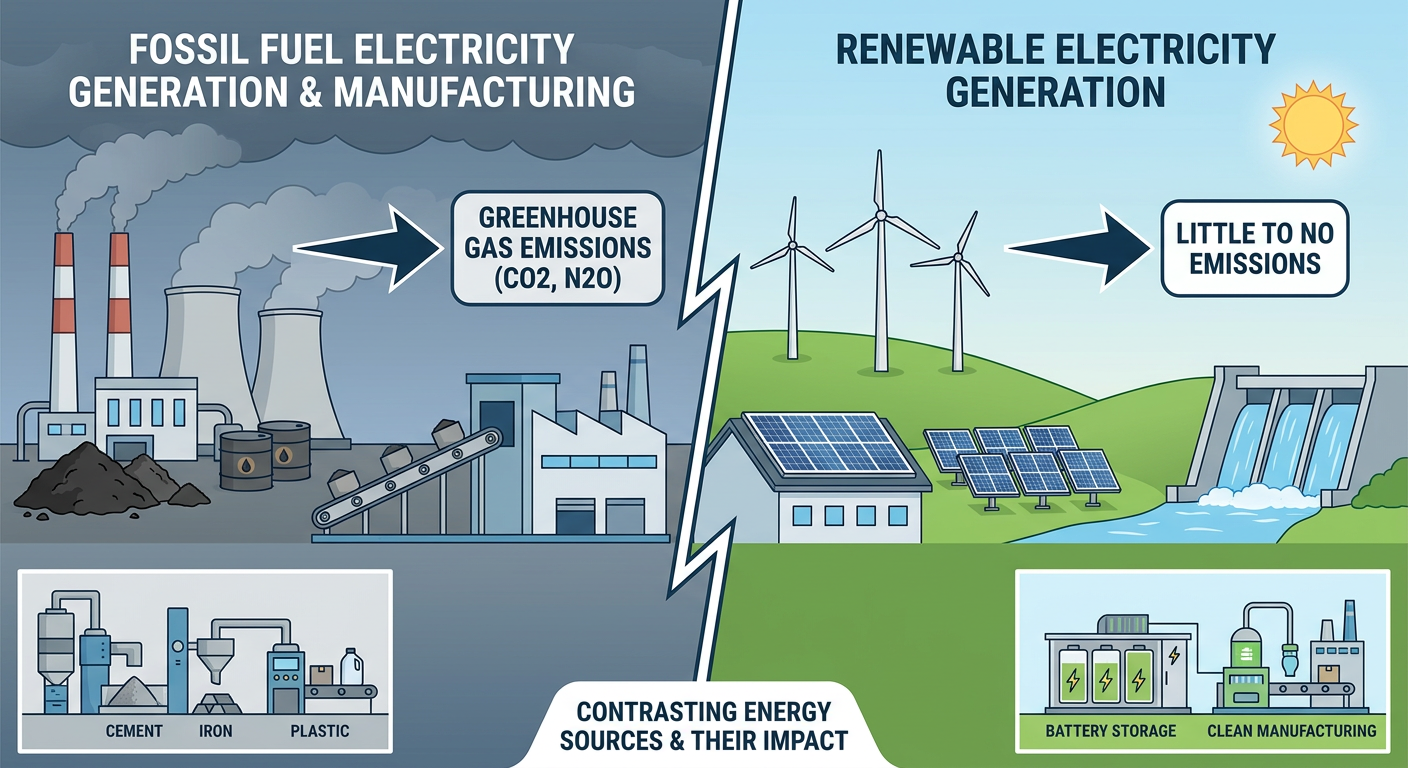 FOSSIL FUEL ELECTRICITY
GENERATION & MANUFACTURING
GREENHOUSE
GAS EMISSIONS
(CO2, N2O)
CEMENT
IRON
PLASTIC
RENEWABLE ELECTRICITY
GENERATION
LITTLE TO NO
EMISSIONS
BATTERY STORAGE
CLEAN MANUFACTURING
CONTRASTING ENERGY
SOURCES & THEIR IMPACT